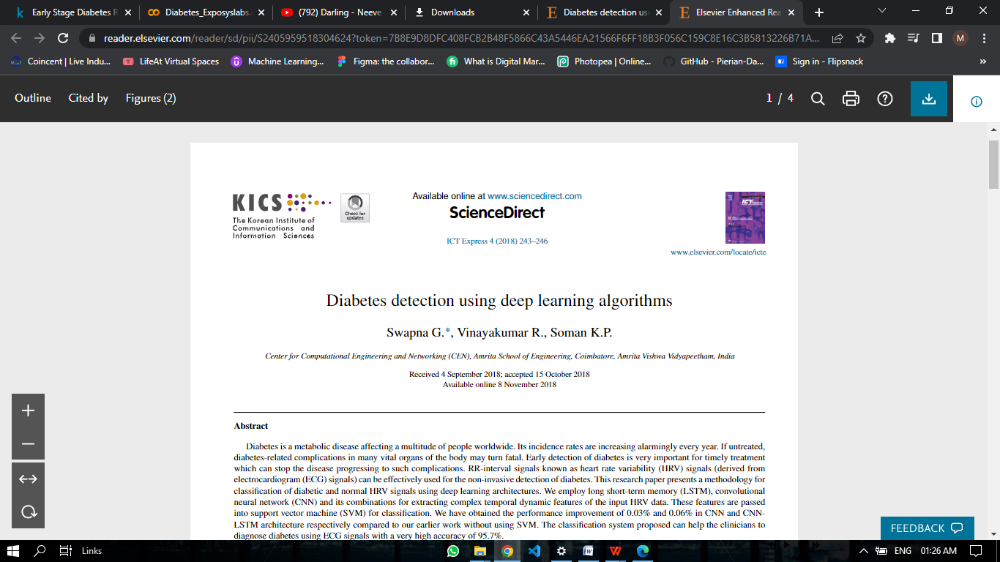 Early Stage Diabetes R
Diabetes_Exposyslabs.
(792) Darling - Neeve
Downloads
Diabetes detection usi
Elsevier Enhanced Rea
reader.elsevier.com/reader/sd/pii/S2405959518304624?token=7B8E9D8DFC408FCB2B48F5866C43A5446EA21566F6FF18B3F056C159C8E16C3B5813226B71A...
M
Coincent | Live Indu...
LifeAt Virtual Spaces
Machine Learning...
Figma: the collabor...
What is Digital Mar...
Photopea | Online...
GitHub - Pierian-Da...
Sign in - Flipsnack
»
Outline
Cited by
Figures (2)
1 / 4
KICS
The Korean Institute of
Communications and
Information Sciences
Check for
updates
Available online at www.sciencedirect.com
ScienceDirect
ICT Express 4 (2018) 243–246
ICT
www.elsevier.com/locate/icte
Diabetes detection using deep learning algorithms
Swapna G.*, Vinayakumar R., Soman K.P.
Center for Computational Engineering and Networking (CEN), Amrita School of Engineering, Coimbatore, Amrita Vishwa Vidyapeetham, India
Received 4 September 2018; accepted 15 October 2018
Available online 8 November 2018
Abstract
Diabetes is a metabolic disease affecting a multitude of people worldwide. Its incidence rates are increasing alarmingly every year. If untreated,
diabetes-related complications in many vital organs of the body may turn fatal. Early detection of diabetes is very important for timely treatment
which can stop the disease progressing to such complications. RR-interval signals known as heart rate variability (HRV) signals (derived from
electrocardiogram (ECG) signals) can be effectively used for the non-invasive detection of diabetes. This research paper presents a methodology for
classification of diabetic and normal HRV signals using deep learning architectures. We employ long short-term memory (LSTM), convolutional
neural network (CNN) and its combinations for extracting complex temporal dynamic features of the input HRV data. These features are passed
into support vector machine (SVM) for classification. We have obtained the performance improvement of 0.03% and 0.06% in CNN and CNN-
LSTM architecture respectively compared to our earlier work without using SVM. The classification system proposed can help the clinicians to
diagnose diabetes using ECG signals with a very high accuracy of 95.7%.
FEEDBACK
Links
ENG
01:26 AM